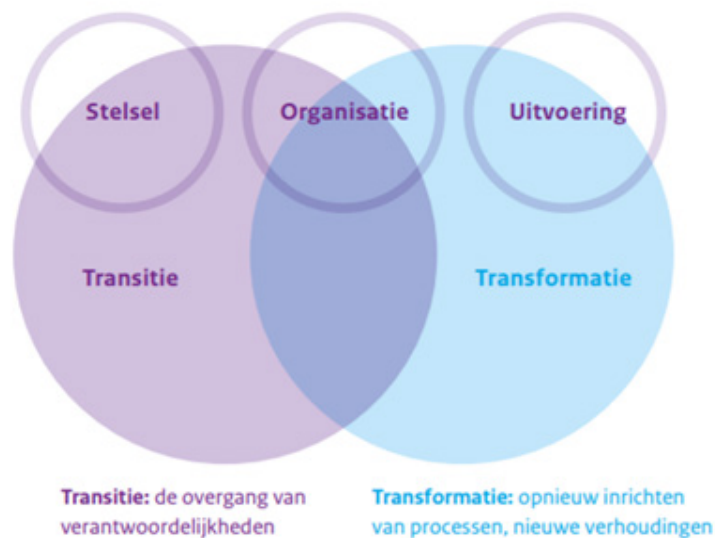 Stelsel
Organisatie
Uitvoering
Transitie
Transformatie
Transitie: de overgang van
verantwoordelijkheden
Transformatie: opnieuw inrichten
van processen, nieuwe verhoudingen